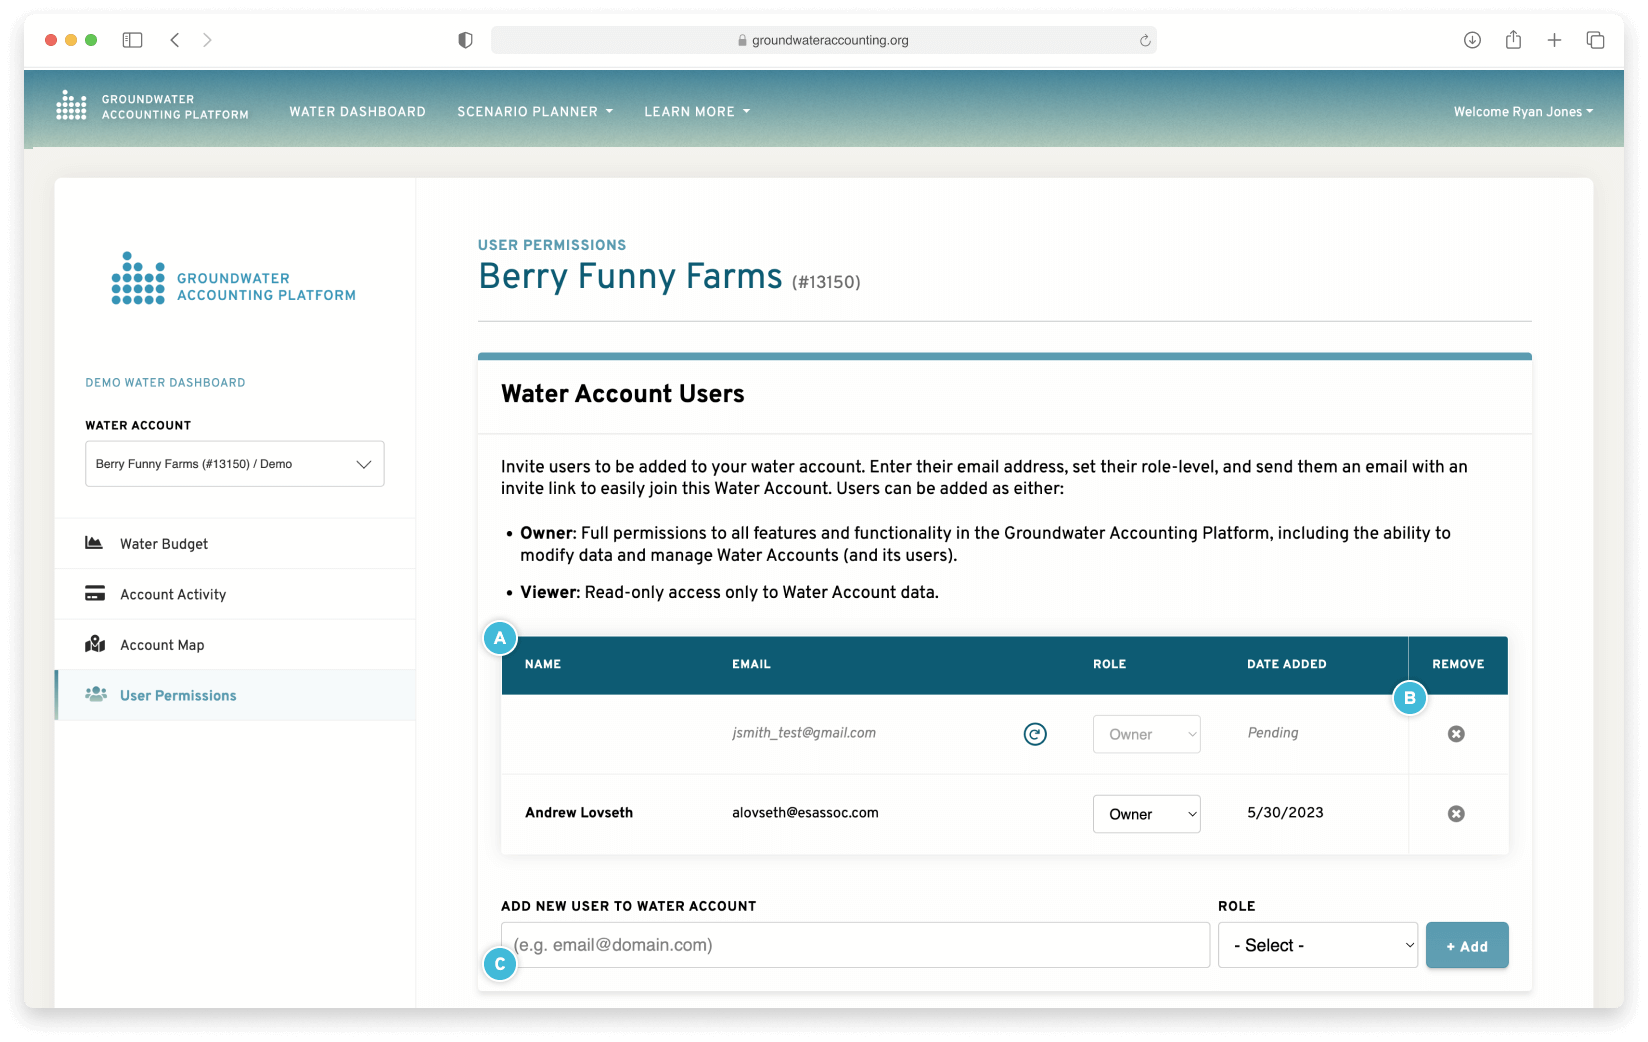 groundwateraccounting.org
GROUNDWATER
ACCOUNTING PLATFORM
WATER DASHBOARD
SCENARIO PLANNER
LEARN MORE
Welcome Ryan Jones
GROUNDWATER
ACCOUNTING PLATFORM
DEMO WATER DASHBOARD
WATER ACCOUNT
Berry Funny Farms (#13150) / Demo
Water Budget
Account Activity
Account Map
User Permissions
USER PERMISSIONS
Berry Funny Farms (#13150)
Water Account Users
Invite users to be added to your water account. Enter their email address, set their role-level, and send them an email with an
invite link to easily join this Water Account. Users can be added as either:
• Owner: Full permissions to all features and functionality in the Groundwater Accounting Platform, including the ability to
modify data and manage Water Accounts (and its users).
• Viewer: Read-only access only to Water Account data.
A
NAME EMAIL ROLE DATE ADDED REMOVE
B
jsmith_test@gmail.com Owner Pending
Andrew Lovseth alovseth@esassoc.com Owner 5/30/2023
ADD NEW USER TO WATER ACCOUNT ROLE
(e.g. email@domain.com) - Select - + Add
C